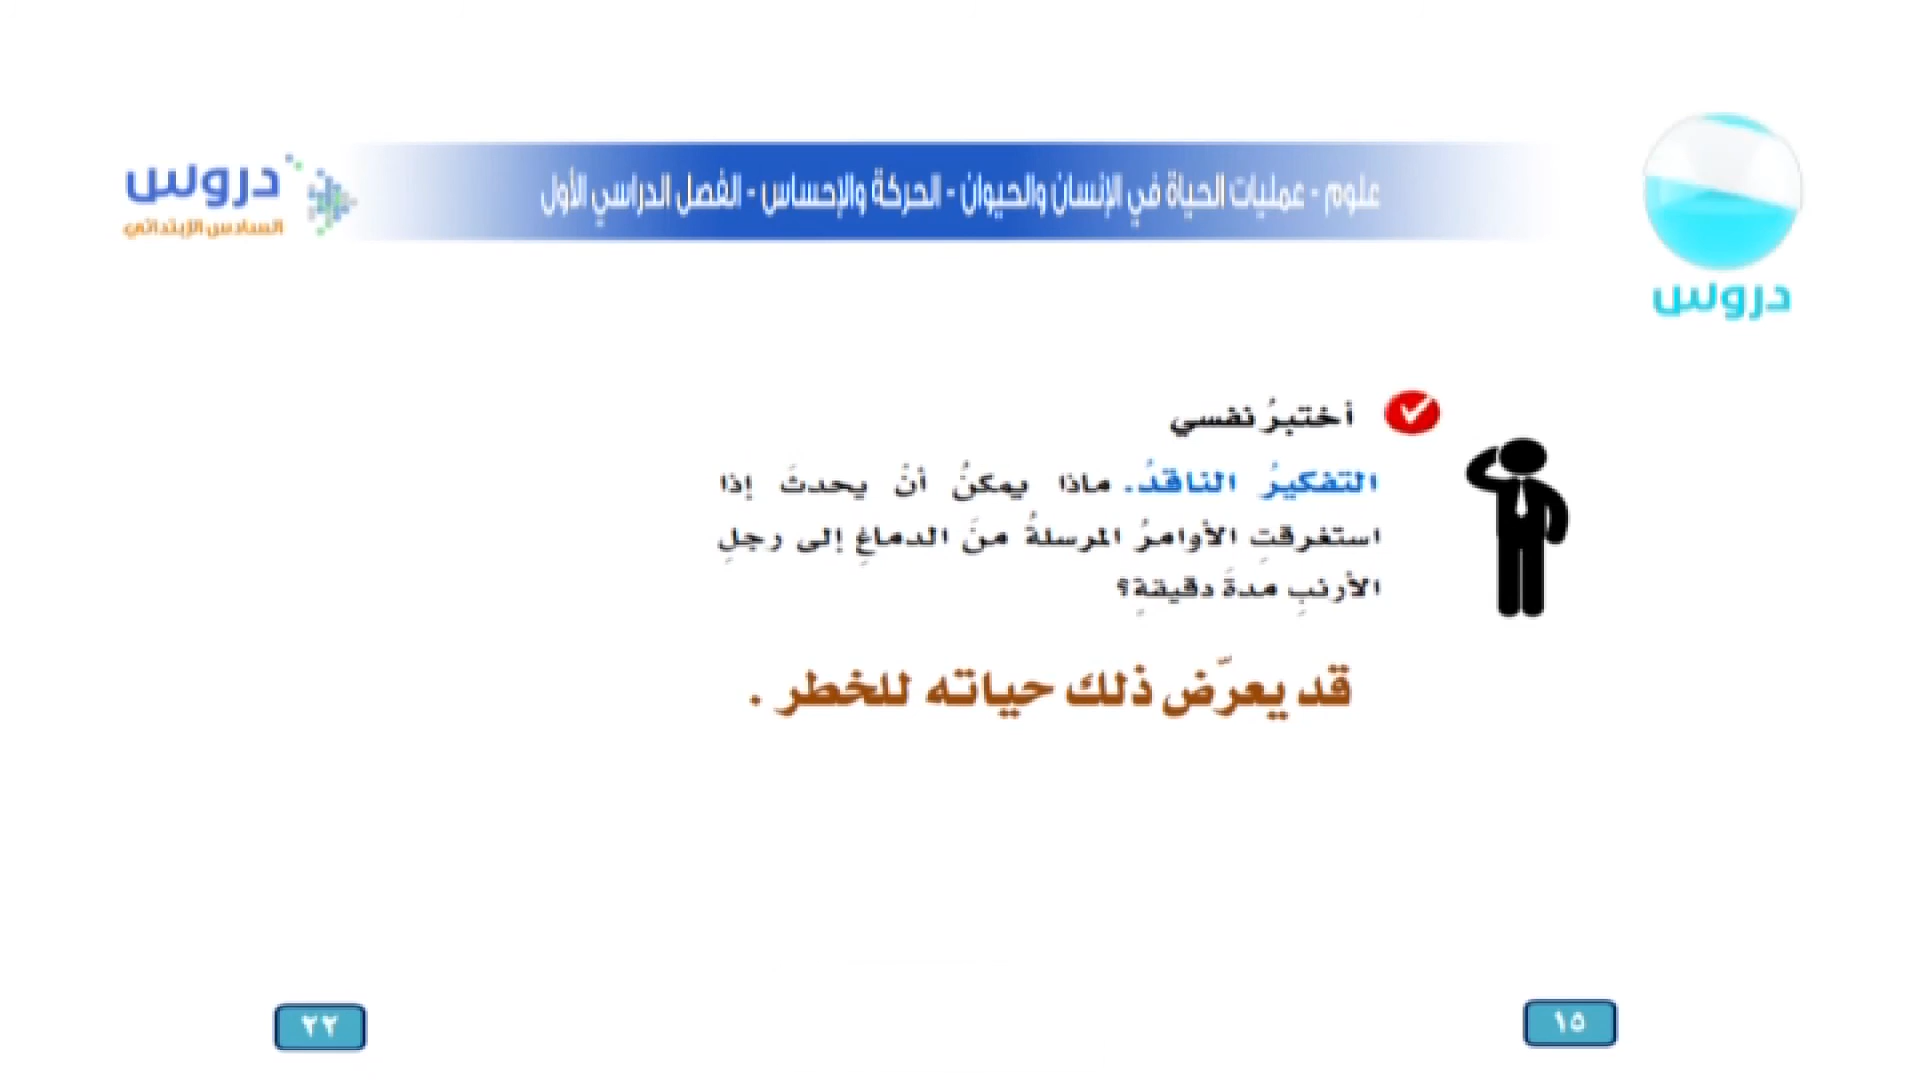 دروس
علوم - عمليات الحياة في الإنسان والحيوان - الحركة والإحساس - الفصل الدراسي الأول
دروس
السادس الإبتدائي
أختبرُ نفسي
التفكيرُ الناقدُ. ماذا يمكنُ أنْ يحدثَ إذا
استغرقتِ الأوامرُ المرسلةُ منَ الدماغِ إلى رجلِ
الأرنبِ مدةَ دقيقةٍ؟
قد يعرّض ذلك حياته للخطر .
١٥
٢٢